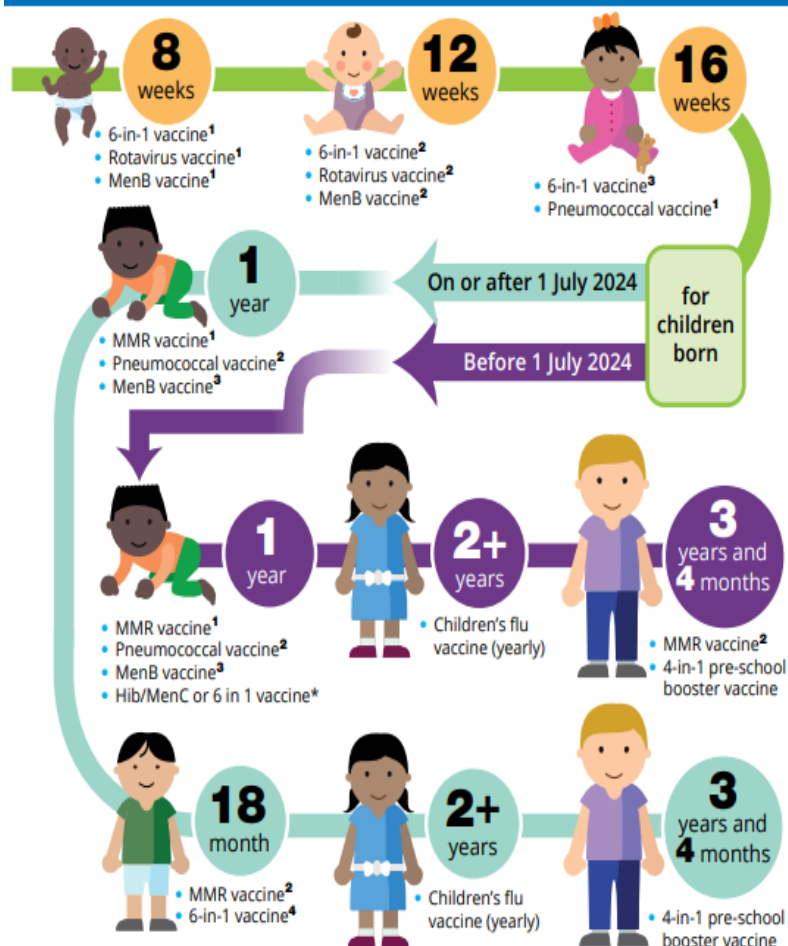 8
weeks
• 6-in-1 vaccine¹
• Rotavirus vaccine¹
• MenB vaccine¹
12
weeks
• 6-in-1 vaccine²
• Rotavirus vaccine²
• MenB vaccine²
16
weeks
• 6-in-1 vaccine³
• Pneumococcal vaccine¹
for
children
born
On or after 1 July 2024
1
year
• MMR vaccine¹
• Pneumococcal vaccine²
• MenB vaccine³
Before 1 July 2024
1
year
• MMR vaccine¹
• Pneumococcal vaccine²
• MenB vaccine³
• Hib/MenC or 6 in 1 vaccine*
2+
years
• Children's flu
vaccine (yearly)
3
years and
4 months
• MMR vaccine²
• 4-in-1 pre-school
booster vaccine
18
month
• MMR vaccine²
• 6-in-1 vaccine⁴
2+
years
• Children's flu
vaccine (yearly)
3
years and
4 months
• 4-in-1 pre-school
booster vaccine